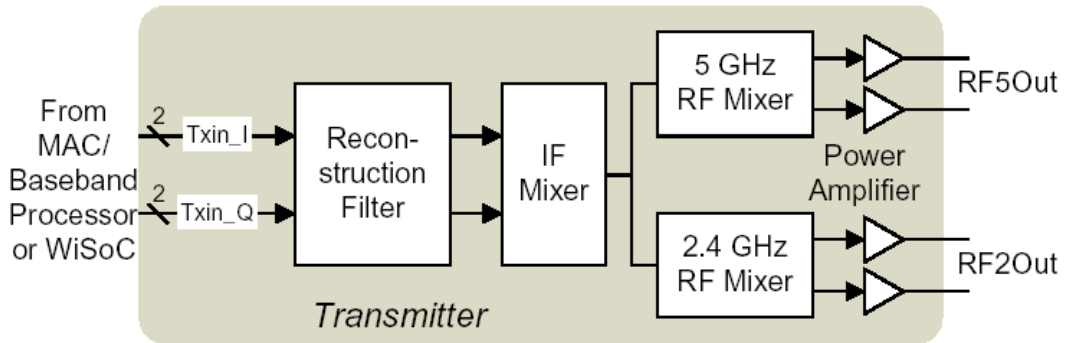 From
MAC/
Baseband
Processor
or WiSoC
2
Txin_I
2
Txin_Q
Recon-
struction
Filter
IF
Mixer
5 GHz
RF Mixer
2.4 GHz
RF Mixer
Power
Amplifier
RF5Out
RF2Out
Transmitter